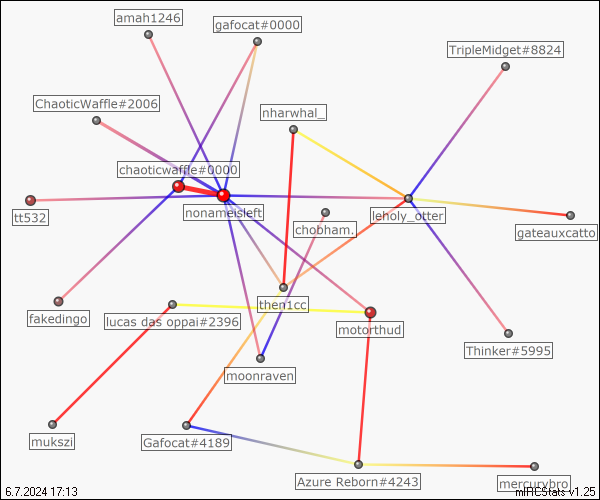 amah1246
gafocat#0000
TripleMidget#8824
ChaoticWaffle#2006
nharwhal_
chaoticwaffle#0000
tt532
nonameisleft
leholy_otter
chobham.
gateauxcatto
fakedingo
then1cc
lucas das oppai#2396
motorthud
Thinker#5995
moonraven
mukszi
Gafocat#4189
Azure Reborn#4243
mercurybro
6.7.2024 17:13
mIRCStats v1.25